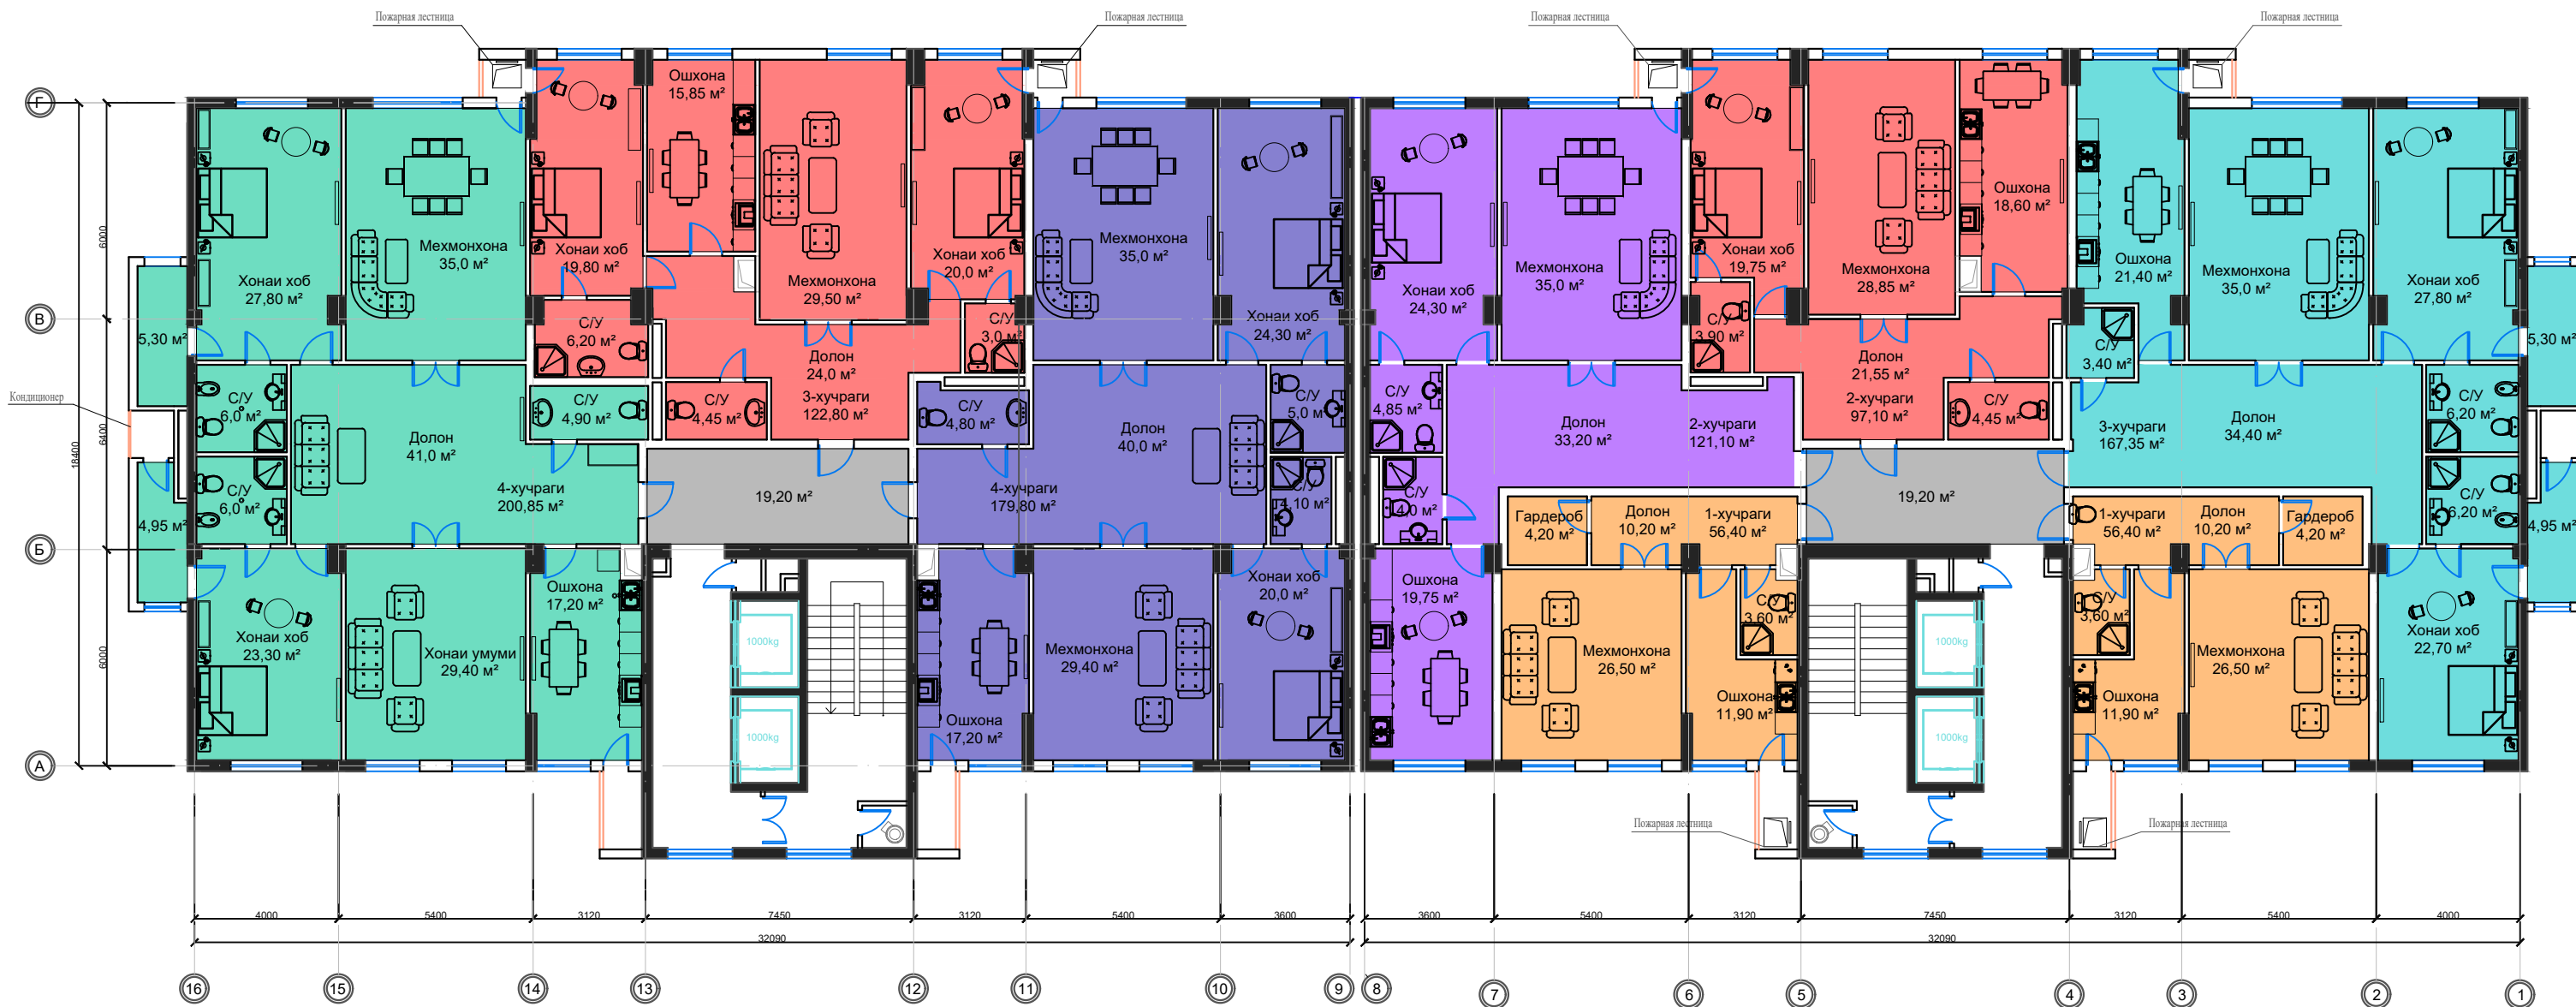 Пожарная лестница
Пожарная лестница
Пожарная лестница
Пожарная лестница
Г
В
Б
А
6000
6400
6000
18400
Кондиционер
5,30 м²
4,95 м²
Хонаи хоб
27,80 м²
Мехмонхона
35,0 м²
С/У
6,0 м²
С/У
6,0 м²
Долон
41,0 м²
С/У
4,90 м²
4-хучраги
200,85 м²
Хонаи хоб
23,30 м²
Хонаи умуми
29,40 м²
Ошхона
17,20 м²
Хонаи хоб
19,80 м²
Ошхона
15,85 м²
Мехмонхона
29,50 м²
Хонаи хоб
20,0 м²
С/У
6,20 м²
С/У
3,0 м²
Долон
24,0 м²
3-хучраги
122,80 м²
С/У
4,45 м²
19,20 м²
1000kg
1000kg
Мехмонхона
35,0 м²
Хонаи хоб
24,30 м²
С/У
4,80 м²
Долон
40,0 м²
С/У
5,0 м²
С/У
4,10 м²
4-хучраги
179,80 м²
Ошхона
17,20 м²
Мехмонхона
29,40 м²
Хонаи хоб
20,0 м²
Хонаи хоб
24,30 м²
Мехмонхона
35,0 м²
С/У
4,85 м²
С/У
4,0 м²
Долон
33,20 м²
2-хучраги
121,10 м²
Ошхона
19,75 м²
Хонаи хоб
19,75 м²
Мехмонхона
28,85 м²
Ошхона
18,60 м²
С/У
3,90 м²
Долон
21,55 м²
2-хучраги
97,10 м²
С/У
4,45 м²
19,20 м²
Гардероб
4,20 м²
Долон
10,20 м²
1-хучраги
56,40 м²
Мехмонхона
26,50 м²
С/У
3,60 м²
Ошхона
11,90 м²
1000kg
1000kg
Ошхона
21,40 м²
Мехмонхона
35,0 м²
Хонаи хоб
27,80 м²
С/У
3,40 м²
3-хучраги
167,35 м²
Долон
34,40 м²
С/У
6,20 м²
С/У
6,20 м²
Хонаи хоб
22,70 м²
5,30 м²
4,95 м²
1-хучраги
56,40 м²
Долон
10,20 м²
Гардероб
4,20 м²
С/У
3,60 м²
Ошхона
11,90 м²
Мехмонхона
26,50 м²
Пожарная лестница
Пожарная лестница
4000
5400
3120
7450
3120
5400
3600
3600
5400
3120
7450
3120
5400
4000
32090
32090
16
15
14
13
12
11
10
9
8
7
6
5
4
3
2
1